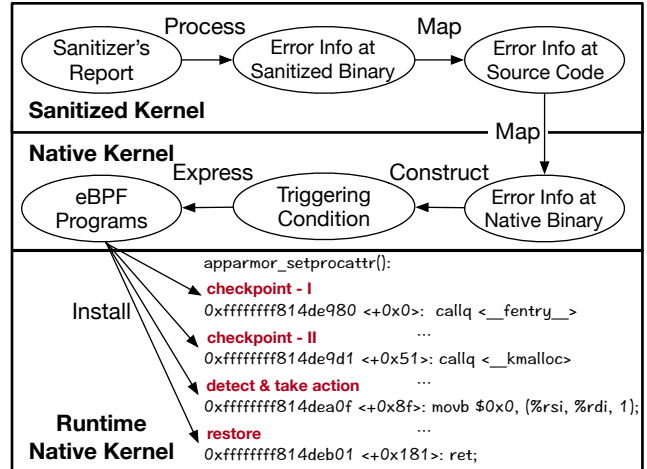 Process
Map
Sanitizer's
Report
Error Info at
Sanitized Binary
Error Info at
Source Code
Sanitized Kernel
Map
Native Kernel
Express
Construct
eBPF
Programs
Triggering
Condition
Error Info at
Native Binary
Install
apparmor_setprocattr():
checkpoint - I
0xffffffff814de980 <+0x0>: callq <__fentry__>
checkpoint - II
...
0xffffffff814de9d1 <+0x51>: callq <__kmalloc>
detect & take action
...
0xffffffff814dea0f <+0x8f>: movb $0x0, (%rsi, %rdi, 1);
restore
...
0xffffffff814deb01 <+0x181>: ret;
Runtime
Native Kernel